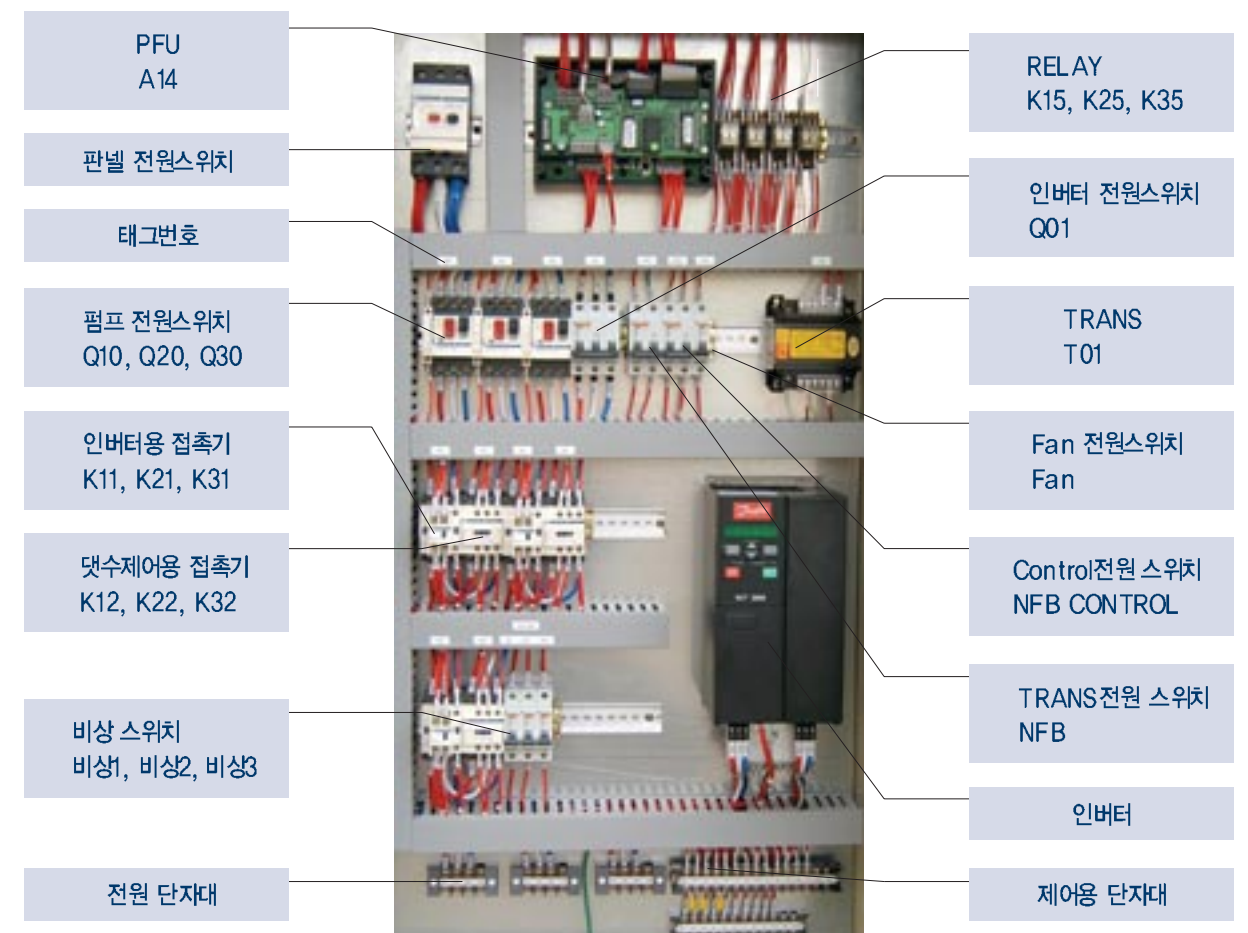 PFU
A14
판넬 전원스위치
태그번호
펌프 전원스위치
Q10, Q20, Q30
인버터용 접촉기
K11, K21, K31
댓수제어용 접촉기
K12, K22, K32
비상 스위치
비상1, 비상2, 비상3
전원 단자대
RELAY
K15, K25, K35
인버터 전원스위치
Q01
TRANS
T01
Fan 전원스위치
Fan
Control전원 스위치
NFB CONTROL
TRANS전원 스위치
NFB
인버터
제어용 단자대